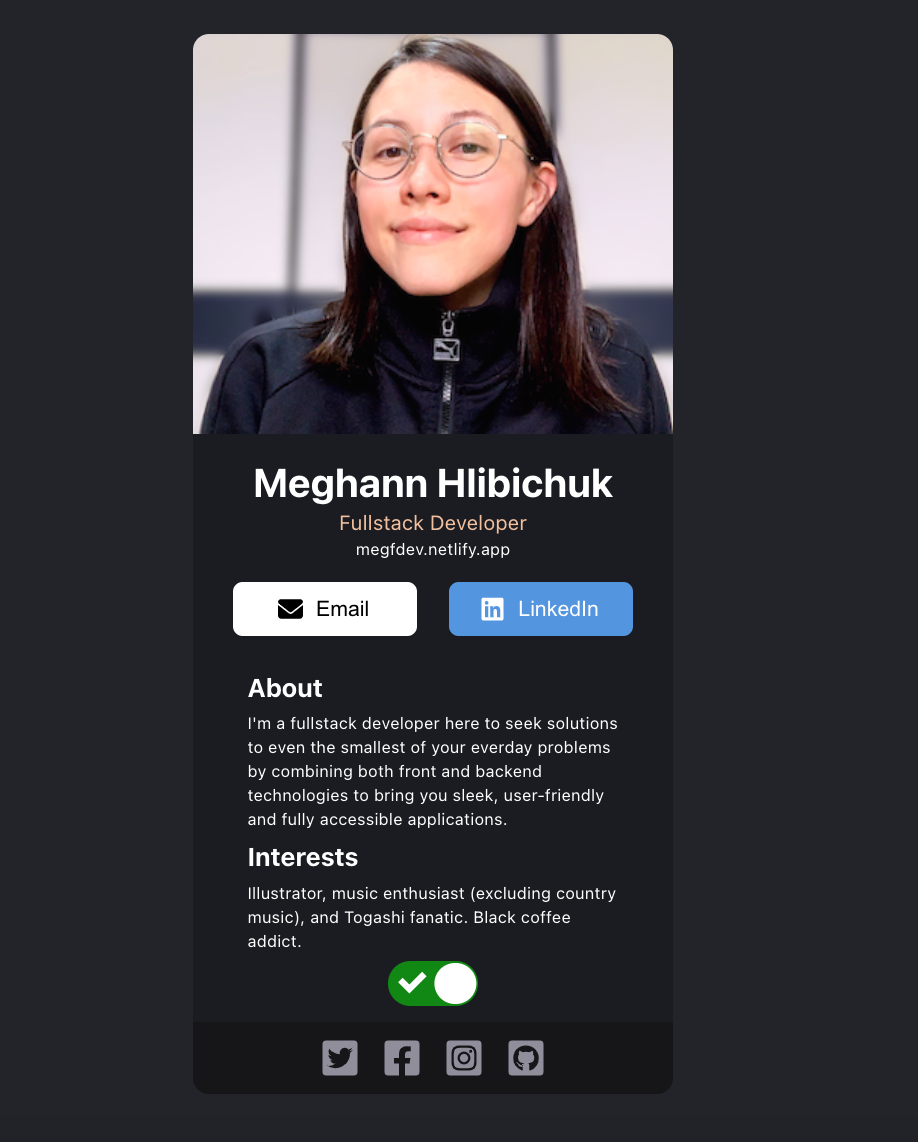 Meghann Hlibichuk
Fullstack Developer
megfdev.netlify.app
Email
LinkedIn
About
I'm a fullstack developer here to seek solutions
to even the smallest of your everday problems
by combining both front and backend
technologies to bring you sleek, user-friendly
and fully accessible applications.
Interests
Illustrator, music enthusiast (excluding country
music), and Togashi fanatic. Black coffee
addict.